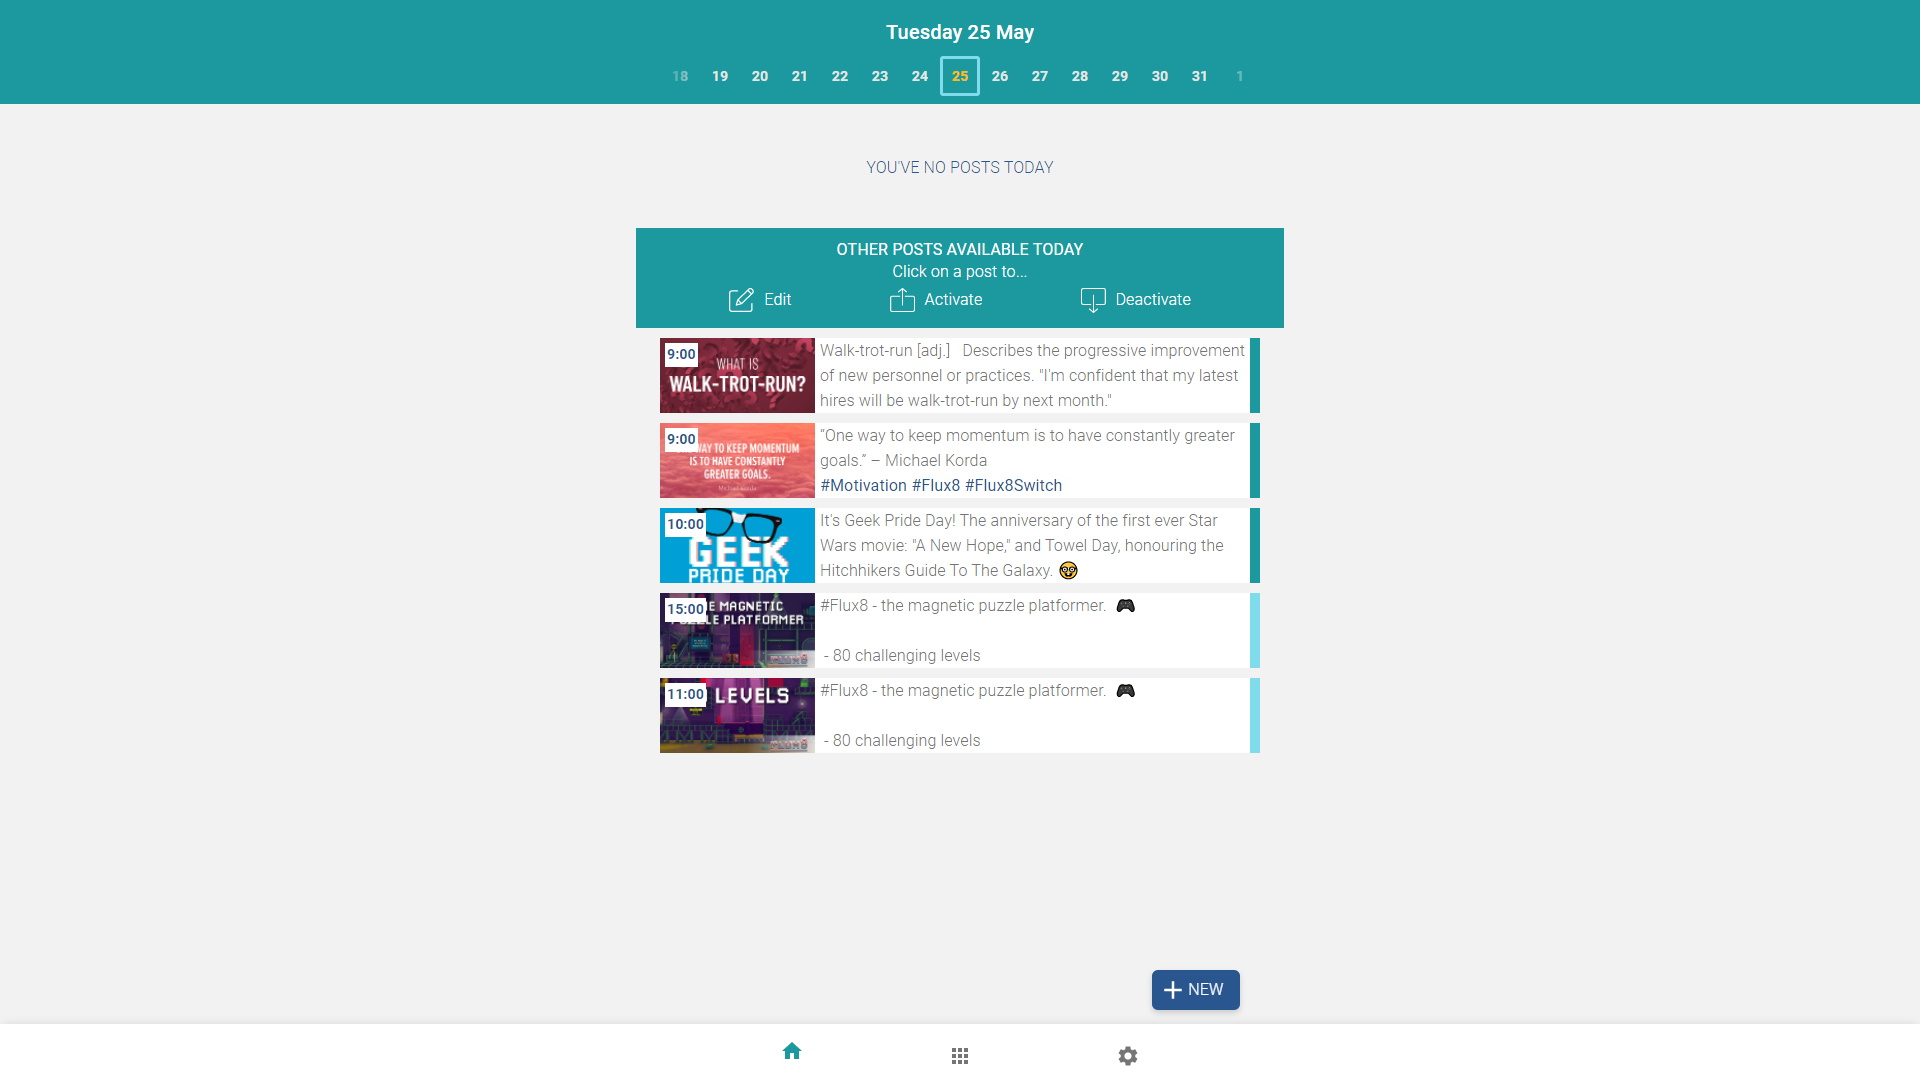 Tuesday 25 May
18 19 20 21 22 23 24 25 26 27 28 29 30 31 1
YOU'VE NO POSTS TODAY
OTHER POSTS AVAILABLE TODAY
Click on a post to...
Edit Activate Deactivate
9:00
WHAT IS
WALK-TROT-RUN?
Walk-trot-run [adj.] Describes the progressive improvement
of new personnel or practices. "I'm confident that my latest
hires will be walk-trot-run by next month."
9:00
WAY TO KEEP MOMENTUM
IS TO HAVE CONSTANTLY
GREATER GOALS.
“One way to keep momentum is to have constantly greater
goals.” – Michael Korda
#Motivation #Flux8 #Flux8Switch
10:00
GEEK
PRIDE DAY
It's Geek Pride Day! The anniversary of the first ever Star
Wars movie: "A New Hope," and Towel Day, honouring the
Hitchhikers Guide To The Galaxy. 🤓
15:00
MAGNETIC
PLATFORMER
FLUX8
#Flux8 - the magnetic puzzle platformer. 🎮
- 80 challenging levels
11:00
LEVELS
FLUX8
#Flux8 - the magnetic puzzle platformer. 🎮
- 80 challenging levels
NEW